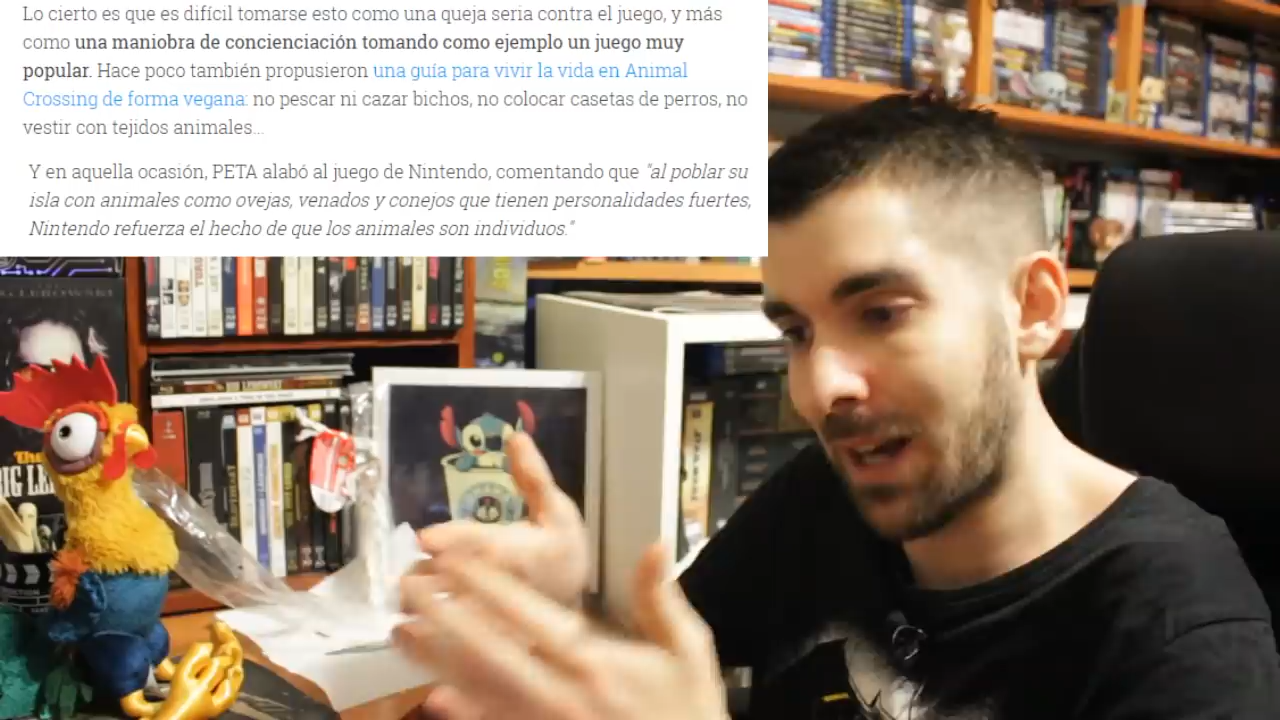 Lo cierto es que es difícil tomarse esto como una queja seria contra el juego, y más
como una maniobra de concienciación tomando como ejemplo un juego muy
popular. Hace poco también propusieron una guía para vivir la vida en Animal
Crossing de forma vegana: no pescar ni cazar bichos, no colocar casetas de perros, no
vestir con tejidos animales...
Y en aquella ocasión, PETA alabó al juego de Nintendo, comentando que "al poblar su
isla con animales como ovejas, venados y conejos que tienen personalidades fuertes,
Nintendo refuerza el hecho de que los animales son individuos."